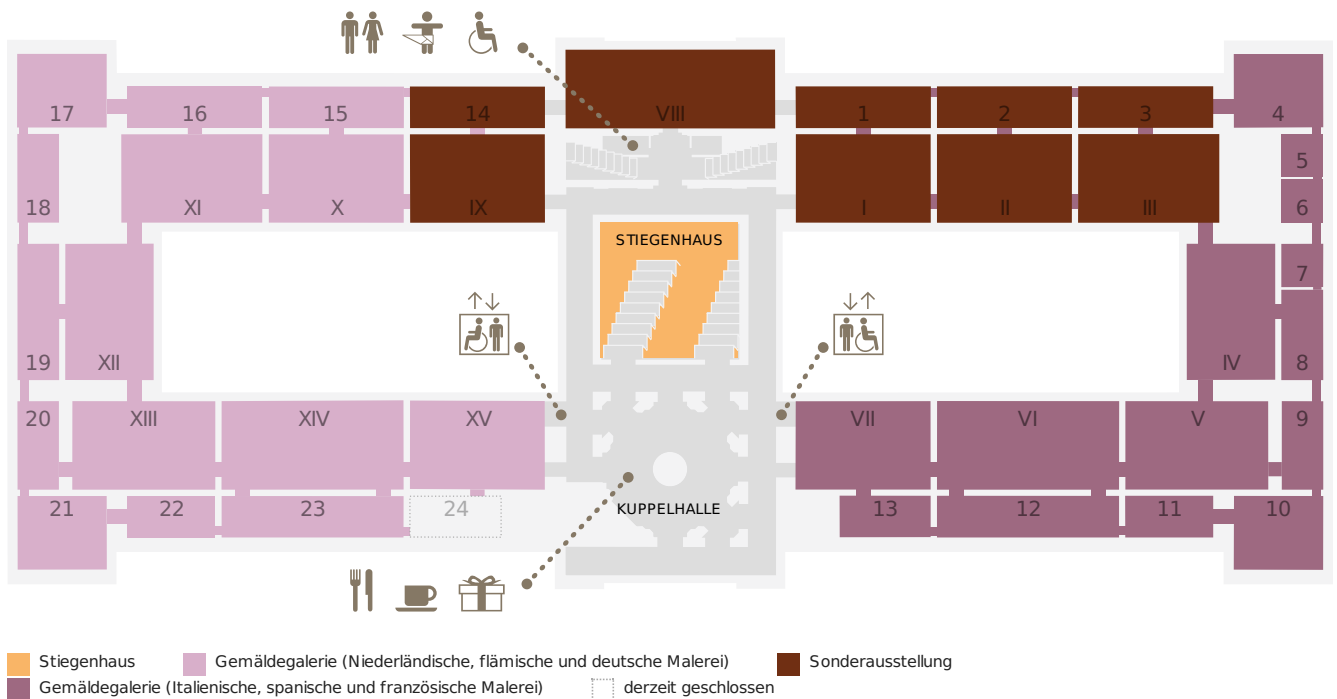 17 16 15 14 VIII 1 2 3 4
5
18 XI X IX I II III 6
STIEGENHAUS
7
19 XII IV 8
20 XIII XIV XV VII VI V 9
21 22 23 24 KUPPELHALLE 13 12 11 10
Stiegenhaus Gemäldegalerie (Niederländische, flämische und deutsche Malerei) Sonderausstellung
Gemäldegalerie (Italienische, spanische und französische Malerei) derzeit geschlossen